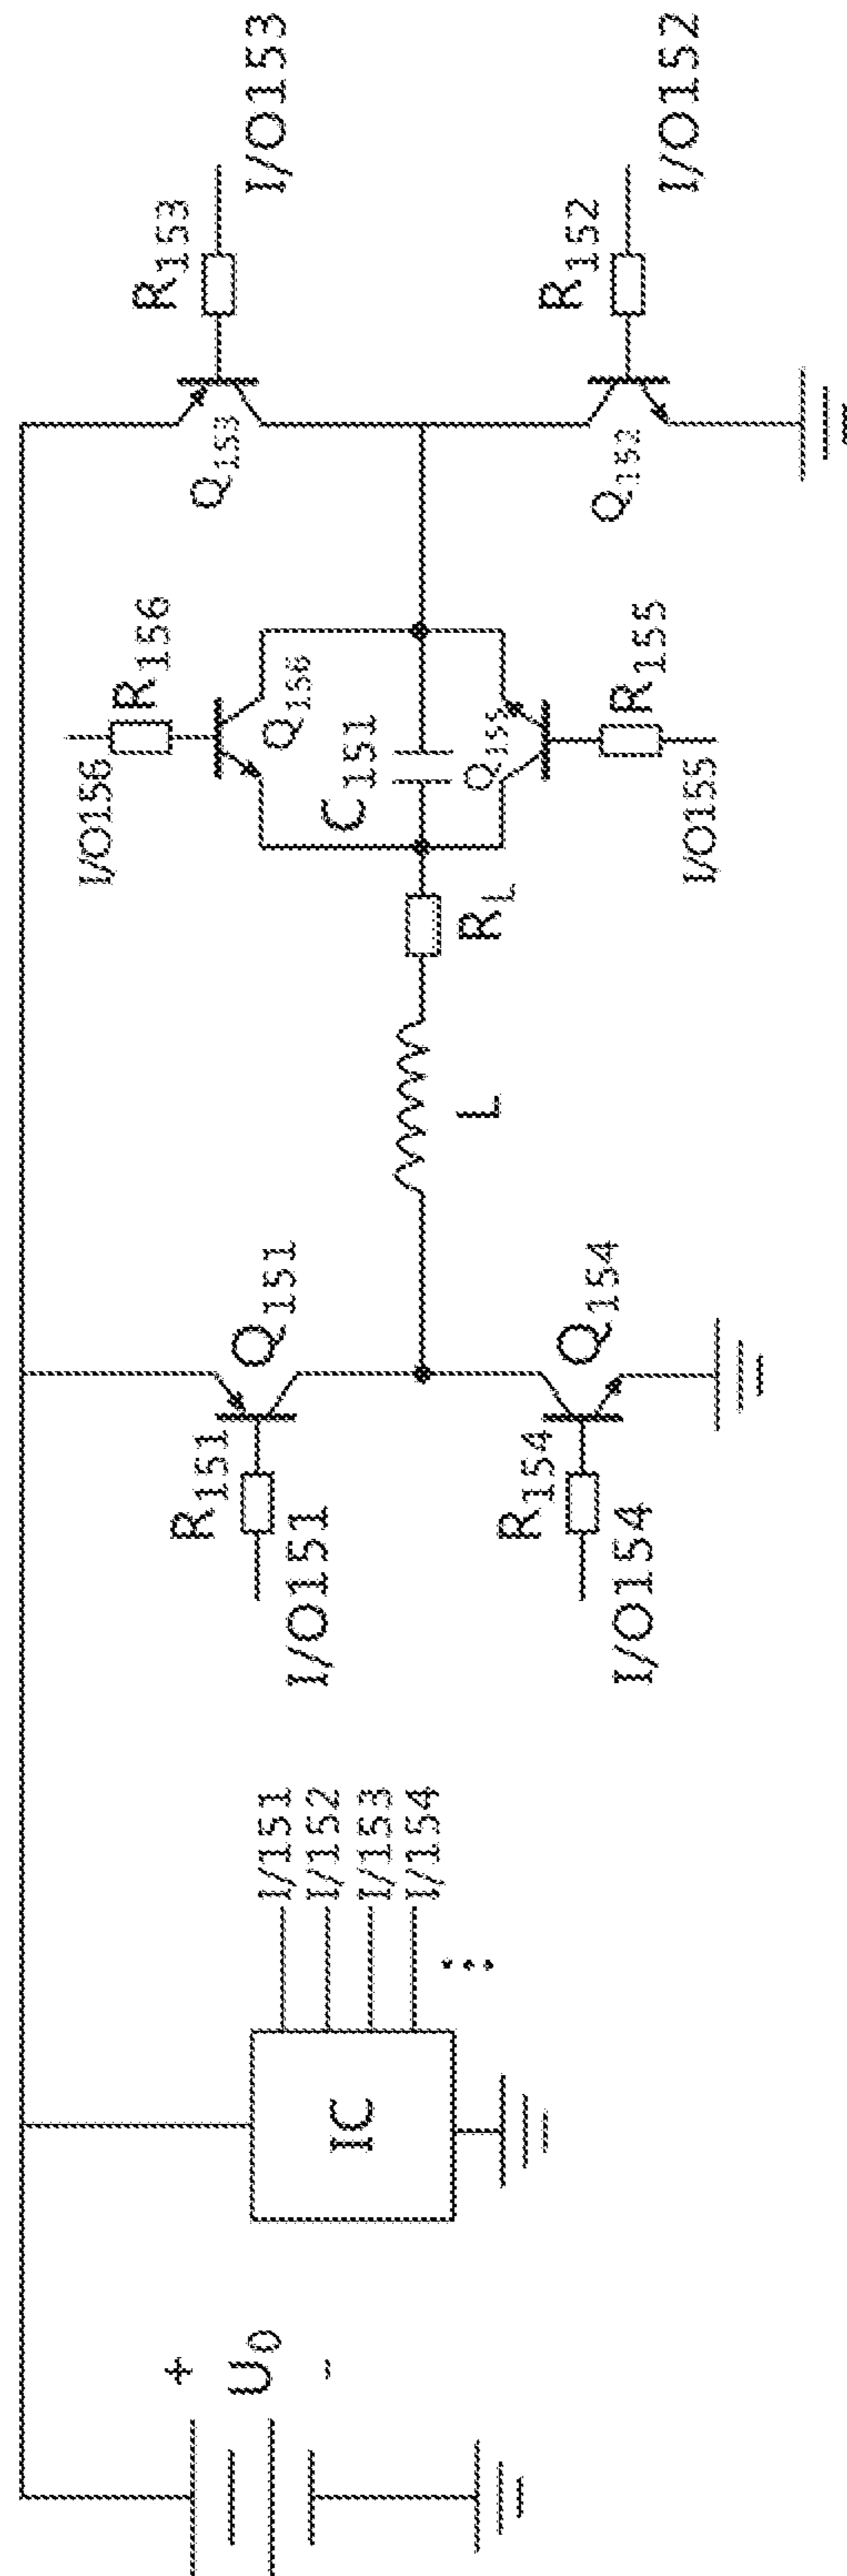 +
U0
-
IC
I/151
I/152
I/153
I/154
⋮
R151
I/O151
Q151
R154
I/O154
Q154
L
RL
C151
I/O156
R156
Q156
Q155
R155
I/O155
Q153
R153
I/O153
Q152
R152
I/O152